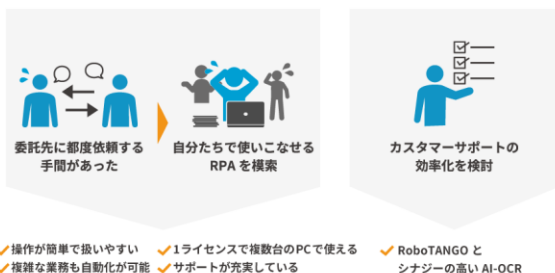 委託先に都度依頼する
手間があった
自分たちで使いこなせる
RPA を模索
カスタマーサポートの
効率化を検討
操作が簡単で扱いやすい
複雑な業務も自動化が可能
1ライセンスで複数台のPCで使える
サポートが充実している
RoboTANGO と
シナジーの高い AI-OCR